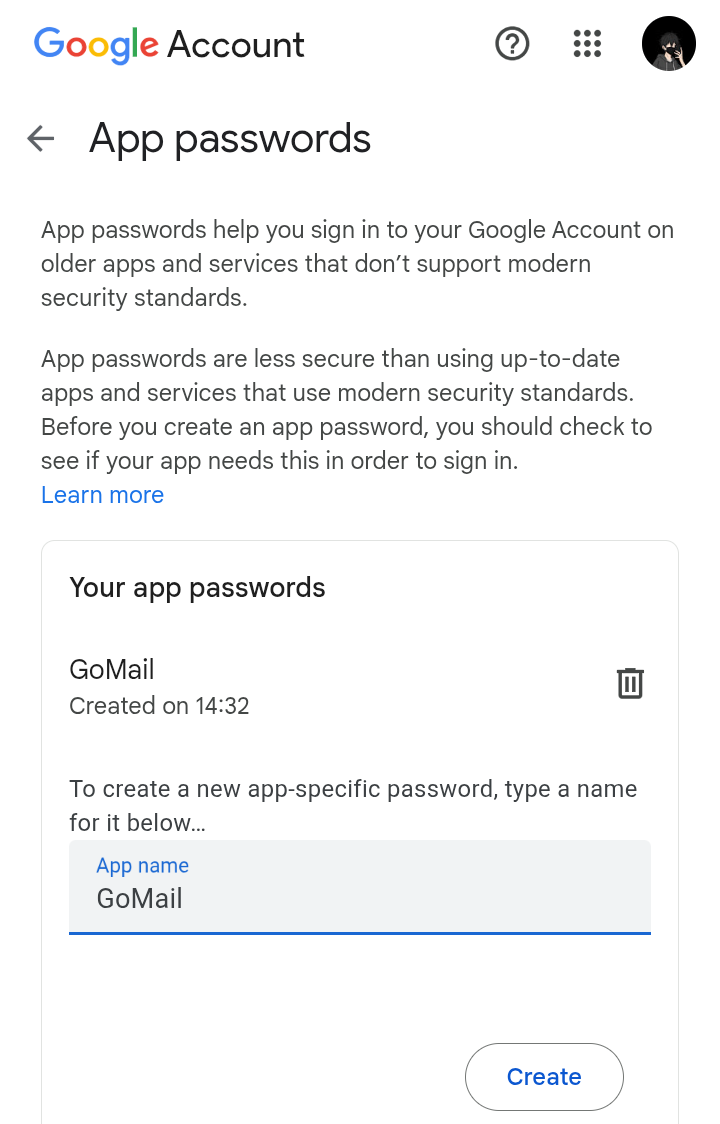 Google Account
App passwords
App passwords help you sign in to your Google Account on
older apps and services that don’t support modern
security standards.
App passwords are less secure than using up-to-date
apps and services that use modern security standards.
Before you create an app password, you should check to
see if your app needs this in order to sign in.
Learn more
Your app passwords
GoMail
Created on 14:32
To create a new app-specific password, type a name
for it below…
App name
GoMail
Create